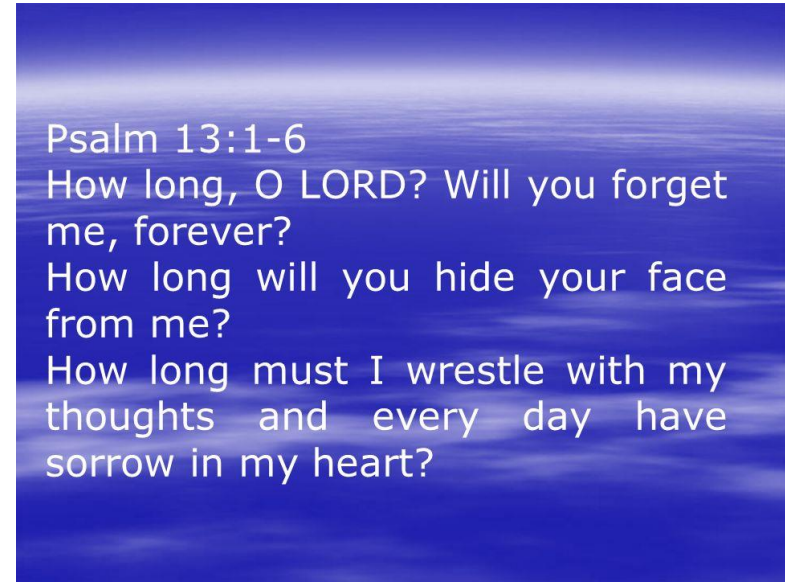 Psalm 13:1-6
How long, O LORD? Will you forget
me, forever?
How long will you hide your face
from me?
How long must I wrestle with my
thoughts and every day have
sorrow in my heart?